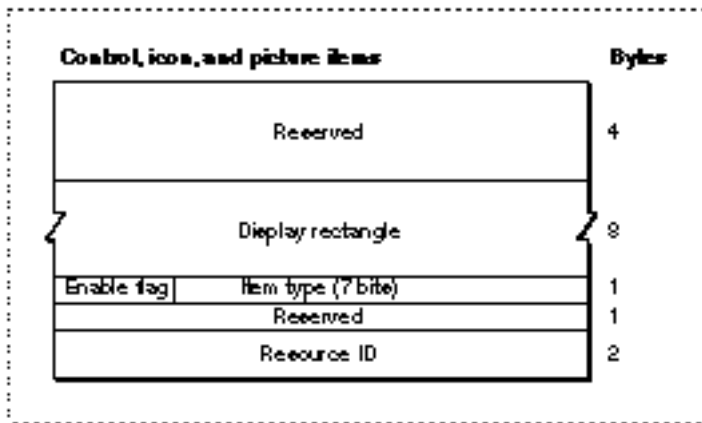 Control, icon, and picture items Bytes
Reserved 4
Display rectangle 8
Enable flag Item type (7 bits) 1
Reserved 1
Resource ID 2